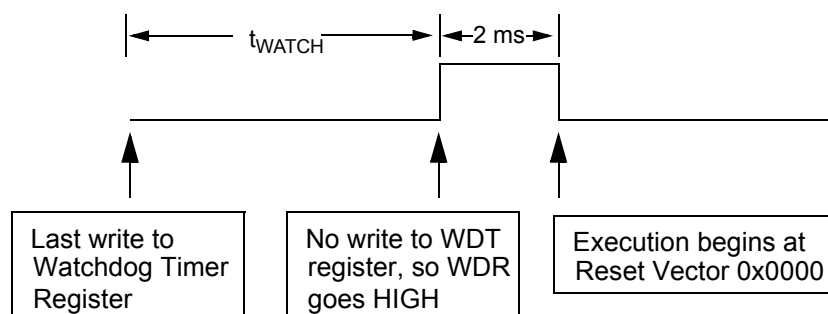 tWATCH
2 ms
Last write to
Watchdog Timer
Register
No write to WDT
register, so WDR
goes HIGH
Execution begins at
Reset Vector 0x0000